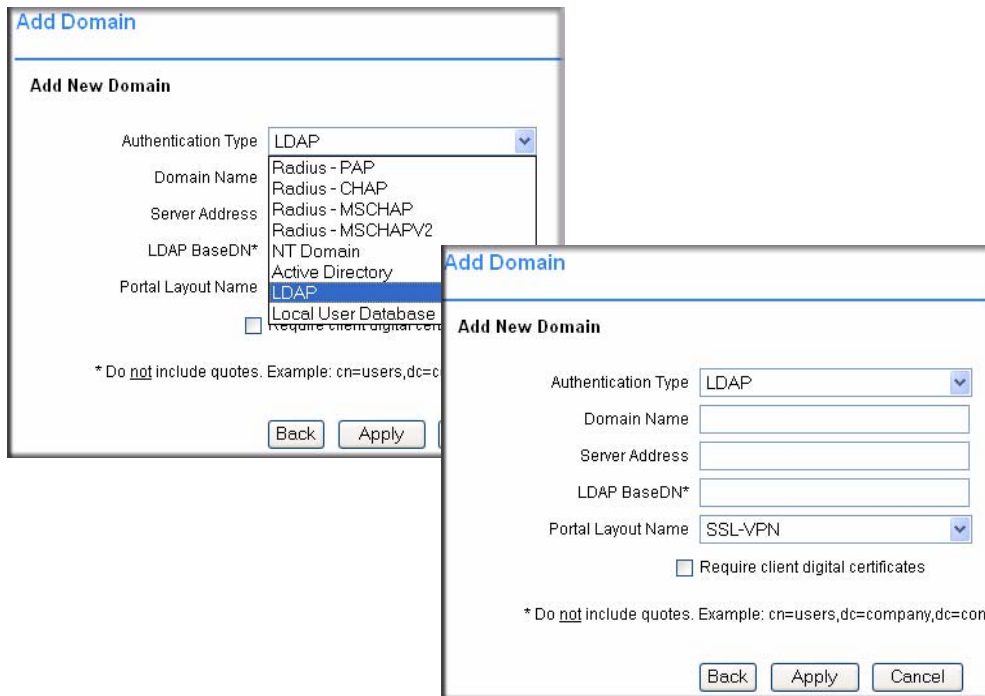 Add Domain
Add New Domain
Authentication Type LDAP
Domain Name
Server Address
LDAP BaseDN*
Portal Layout Name
Radius - PAP
Radius - CHAP
Radius - MSCHAP
Radius - MSCHAPV2
NT Domain
Active Directory
LDAP
Local User Database
Require client digital cert
* Do not include quotes. Example: cn=users,dc=c
Back Apply
Add Domain
Add New Domain
Authentication Type LDAP
Domain Name
Server Address
LDAP BaseDN*
Portal Layout Name SSL-VPN
Require client digital certificates
* Do not include quotes. Example: cn=users,dc=company,dc=con
Back Apply Cancel